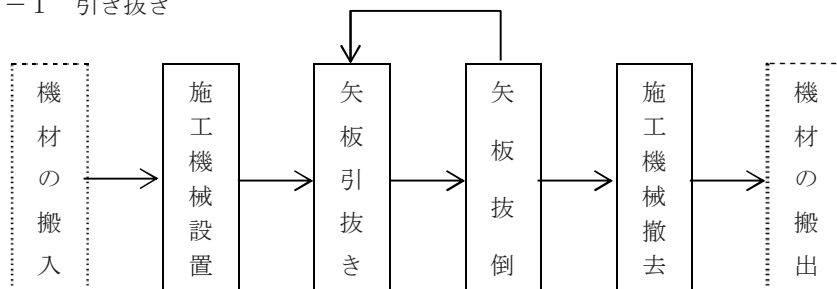 －１　引き抜き
機材の搬入
施工機械設置
矢板引抜き
矢板抜倒
施工機械撤去
機材の搬出